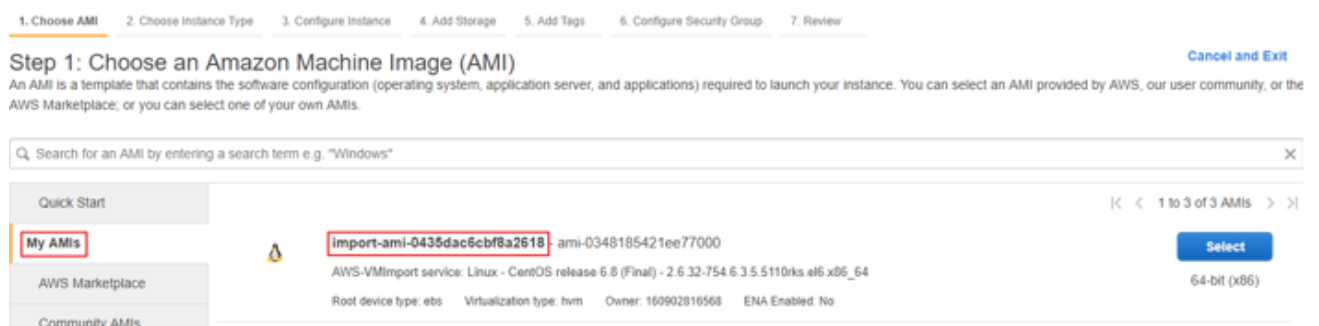 1. Choose AMI 2. Choose Instance Type 3. Configure Instance 4. Add Storage 5. Add Tags 6. Configure Security Group 7. Review
Step 1: Choose an Amazon Machine Image (AMI)
Cancel and Exit
An AMI is a template that contains the software configuration (operating system, application server, and applications) required to launch your instance. You can select an AMI provided by AWS, our user community, or the
AWS Marketplace; or you can select one of your own AMIs.
Search for an AMI by entering a search term e.g. "Windows"
Quick Start
1 to 3 of 3 AMIs
My AMIs
import-ami-0435dac6cbf8a2618 - ami-0348185421ee77000
Select
AWS-VMImport service: Linux - CentOS release 6.8 (Final) - 2.6.32-754.6.3.5.5110rks.el6.x86_64
64-bit (x86)
AWS Marketplace
Root device type: ebs Virtualization type: hvm Owner: 160902816568 ENA Enabled: No
Community AMIs